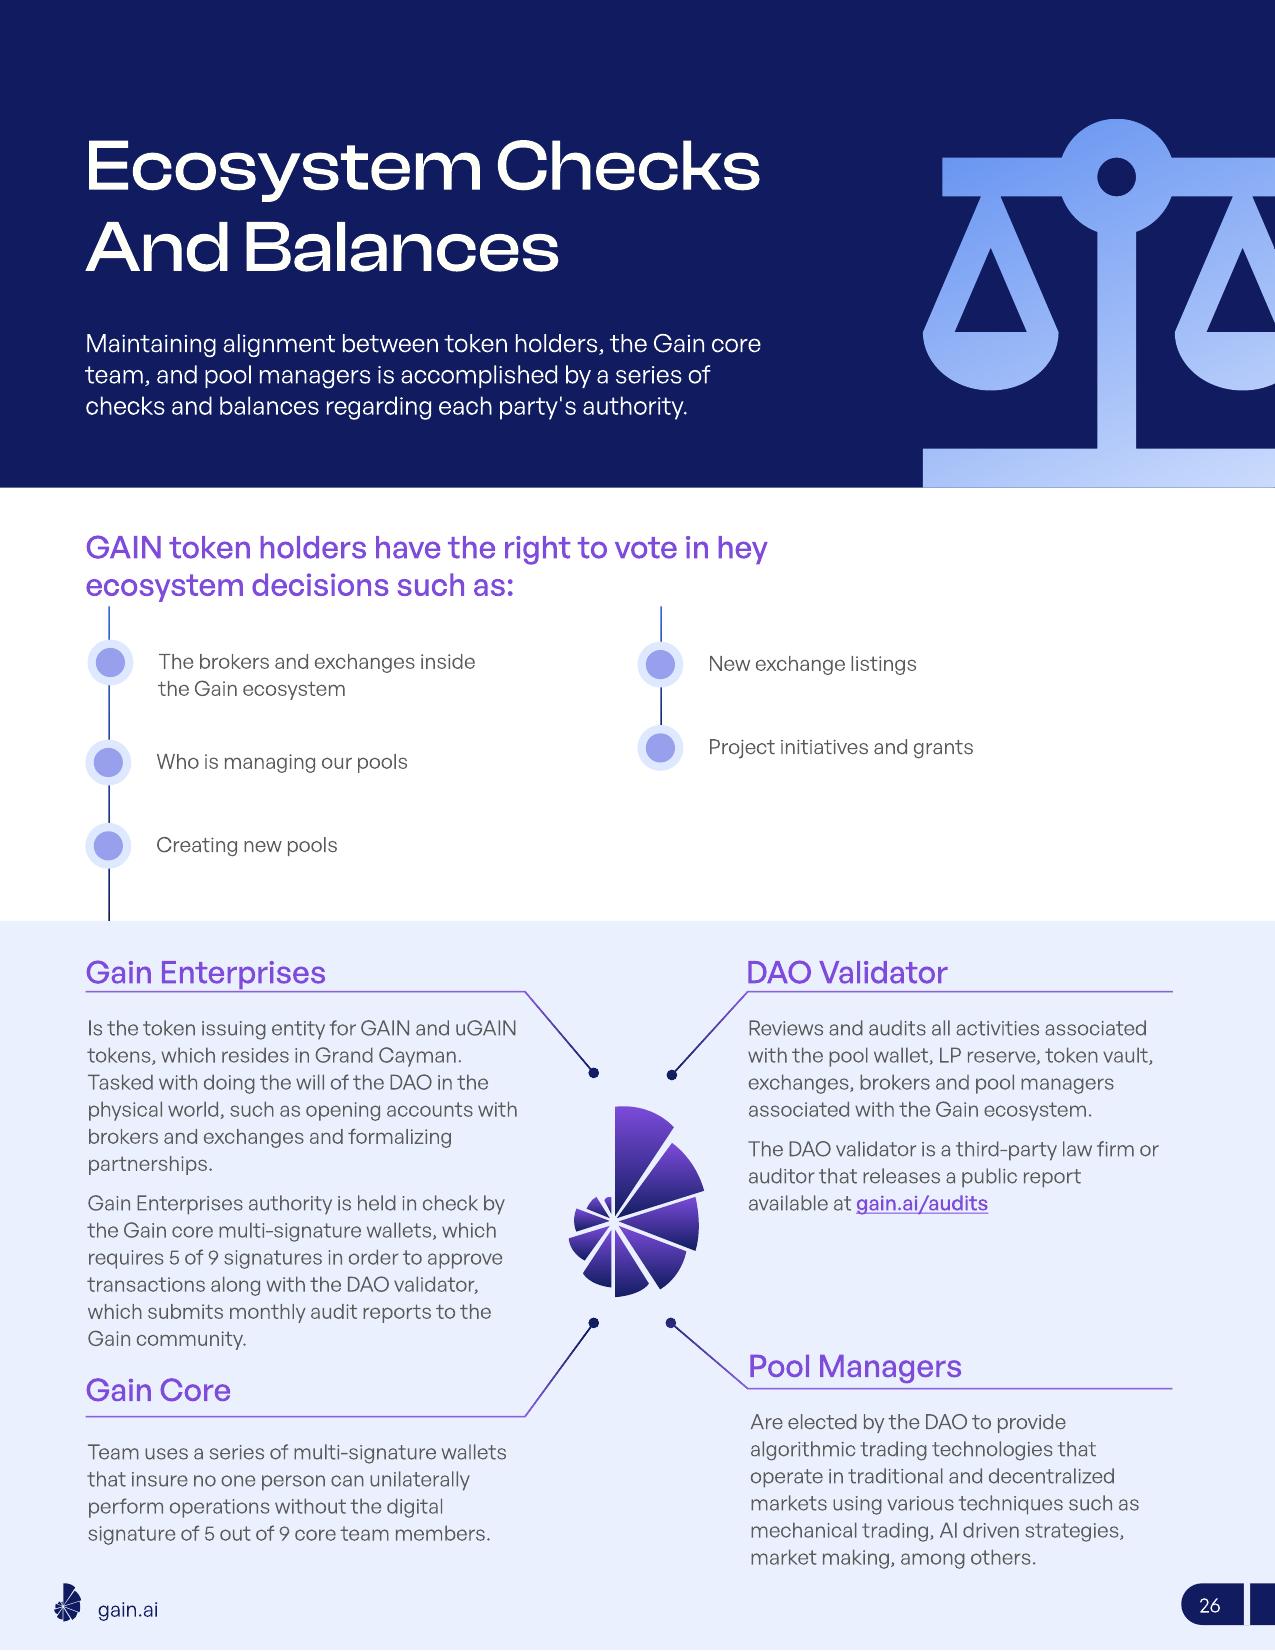 Ecosystem Checks
And Balances
Maintaining alignment between token holders, the Gain core
team, and pool managers is accomplished by a series of
checks and balances regarding each party's authority.
GAIN token holders have the right to vote in hey
ecosystem decisions such as:
The brokers and exchanges inside
the Gain ecosystem
Who is managing our pools
Creating new pools
New exchange listings
Project initiatives and grants
Gain Enterprises
Is the token issuing entity for GAIN and uGAIN
tokens, which resides in Grand Cayman.
Tasked with doing the will of the DAO in the
physical world, such as opening accounts with
brokers and exchanges and formalizing
partnerships.
Gain Enterprises authority is held in check by
the Gain core multi-signature wallets, which
requires 5 of 9 signatures in order to approve
transactions along with the DAO validator,
which submits monthly audit reports to the
Gain community.
DAO Validator
Reviews and audits all activities associated
with the pool wallet, LP reserve, token vault,
exchanges, brokers and pool managers
associated with the Gain ecosystem.
The DAO validator is a third-party law firm or
auditor that releases a public report
available at gain.ai/audits
Gain Core
Team uses a series of multi-signature wallets
that insure no one person can unilaterally
perform operations without the digital
signature of 5 out of 9 core team members.
Pool Managers
Are elected by the DAO to provide
algorithmic trading technologies that
operate in traditional and decentralized
markets using various techniques such as
mechanical trading, AI driven strategies,
market making, among others.
gain.ai
26